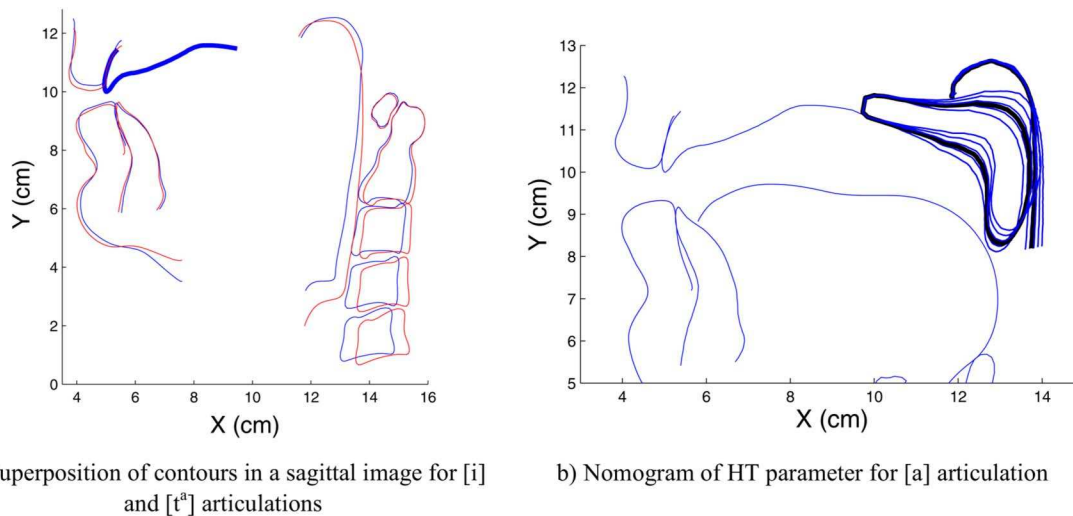 12
10
8
6
4
2
0
Y (cm)
4 6 8 10 12 14 16
X (cm)
uperposition of contours in a sagittal image for [i]
and [tᵃ] articulations
13
12
11
10
9
8
7
6
5
Y (cm)
4 6 8 10 12 14
X (cm)
b) Nomogram of HT parameter for [a] articulation